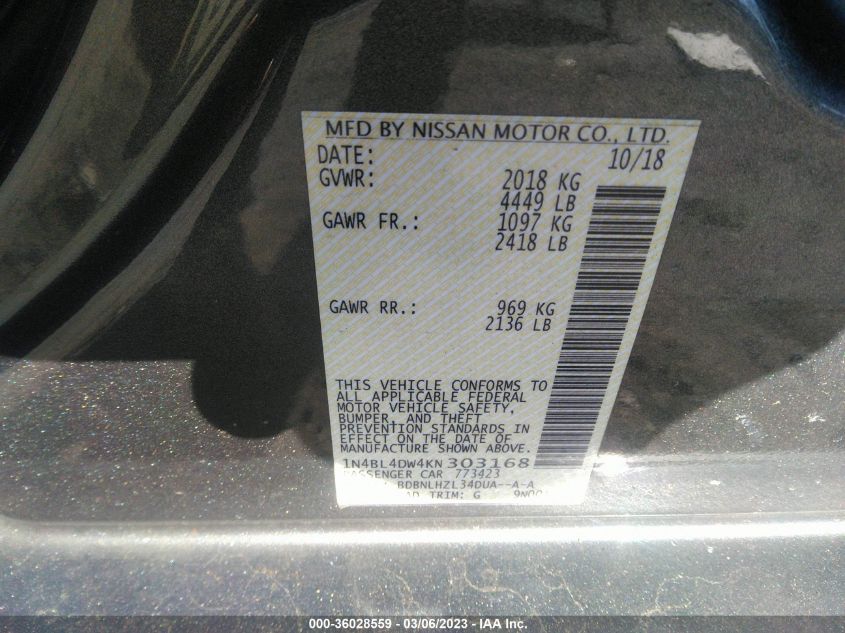 MFD BY NISSAN MOTOR CO., LTD.
DATE: 10/18
GVWR: 2018 KG
4449 LB
GAWR FR.: 1097 KG
2418 LB
GAWR RR.: 969 KG
2136 LB
THIS VEHICLE CONFORMS TO
ALL APPLICABLE FEDERAL
MOTOR VEHICLE SAFETY,
BUMPER, AND THEFT
PREVENTION STANDARDS IN
EFFECT ON THE DATE OF
MANUFACTURE SHOWN ABOVE.
1N4BL4DW4KN303168
PASSENGER CAR 773423
BDBNLHZL34DUA--A-A
TRIM: G
000-36028559 — 03/06/2023 — IAA Inc.